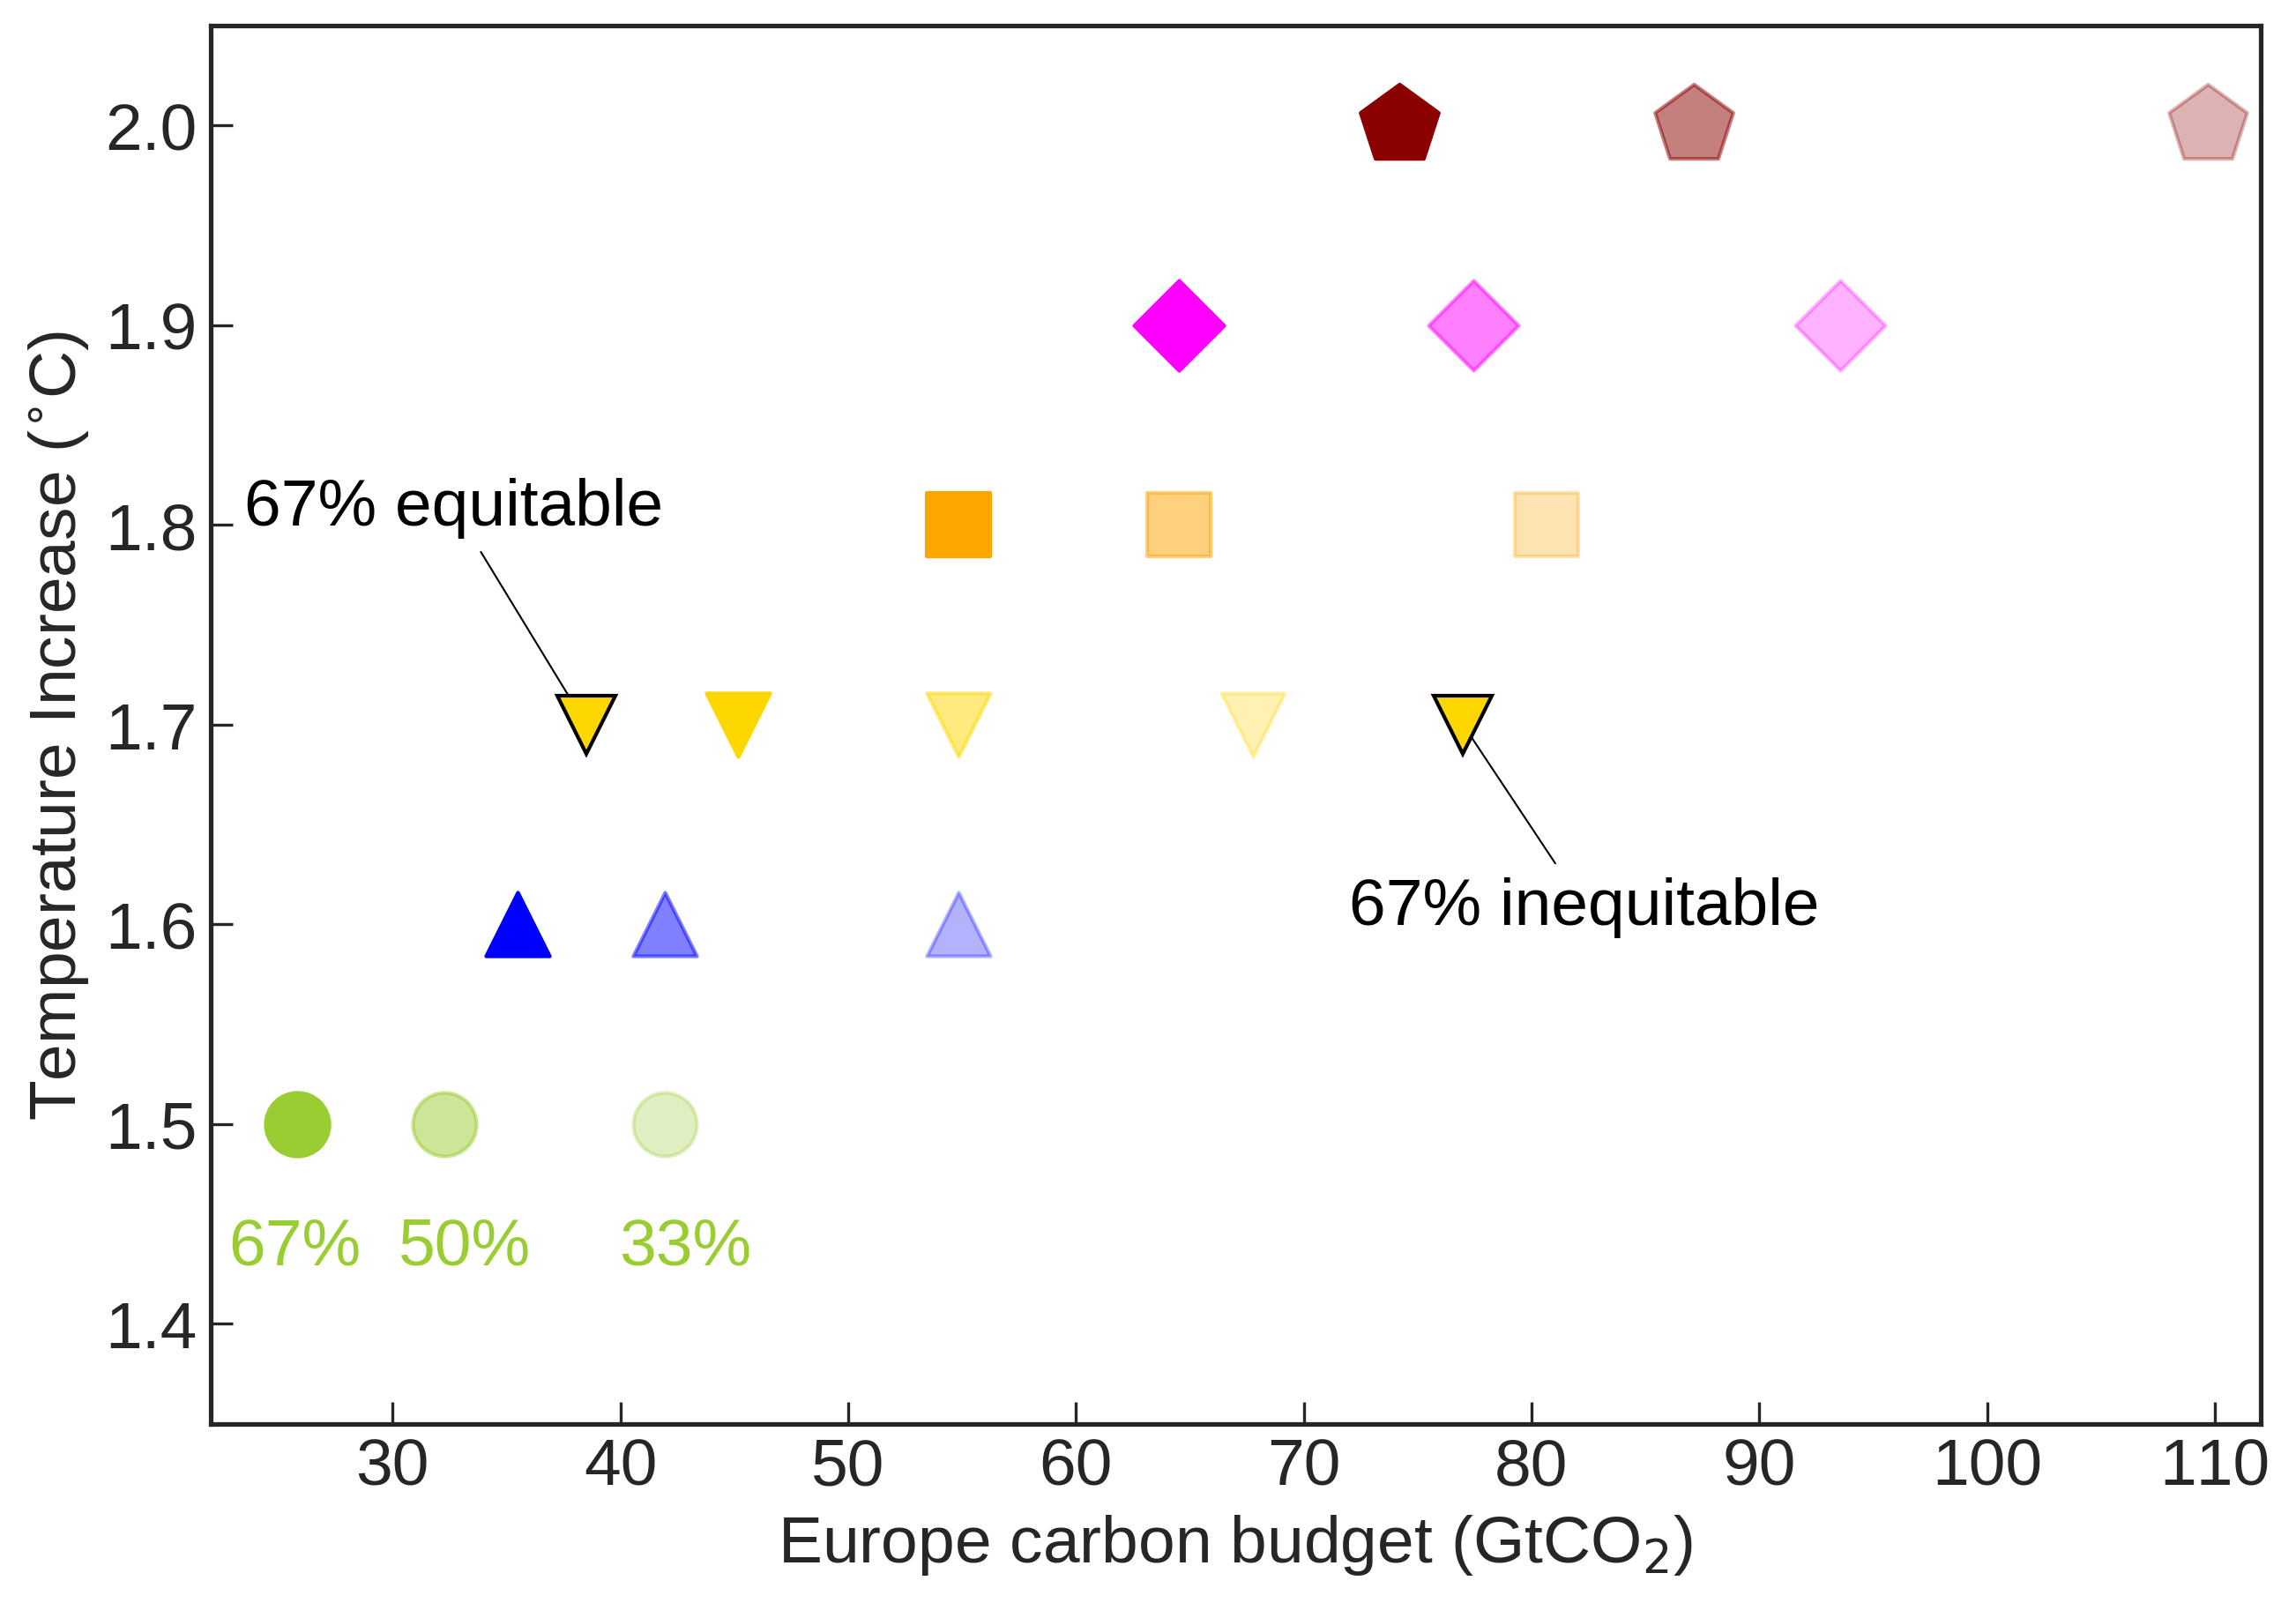 2.0
1.9
1.8
1.7
1.6
1.5
1.4
Temperature Increase (°C)
67% equitable
67% inequitable
67% 50% 33%
30 40 50 60 70 80 90 100 110
Europe carbon budget (GtCO₂)